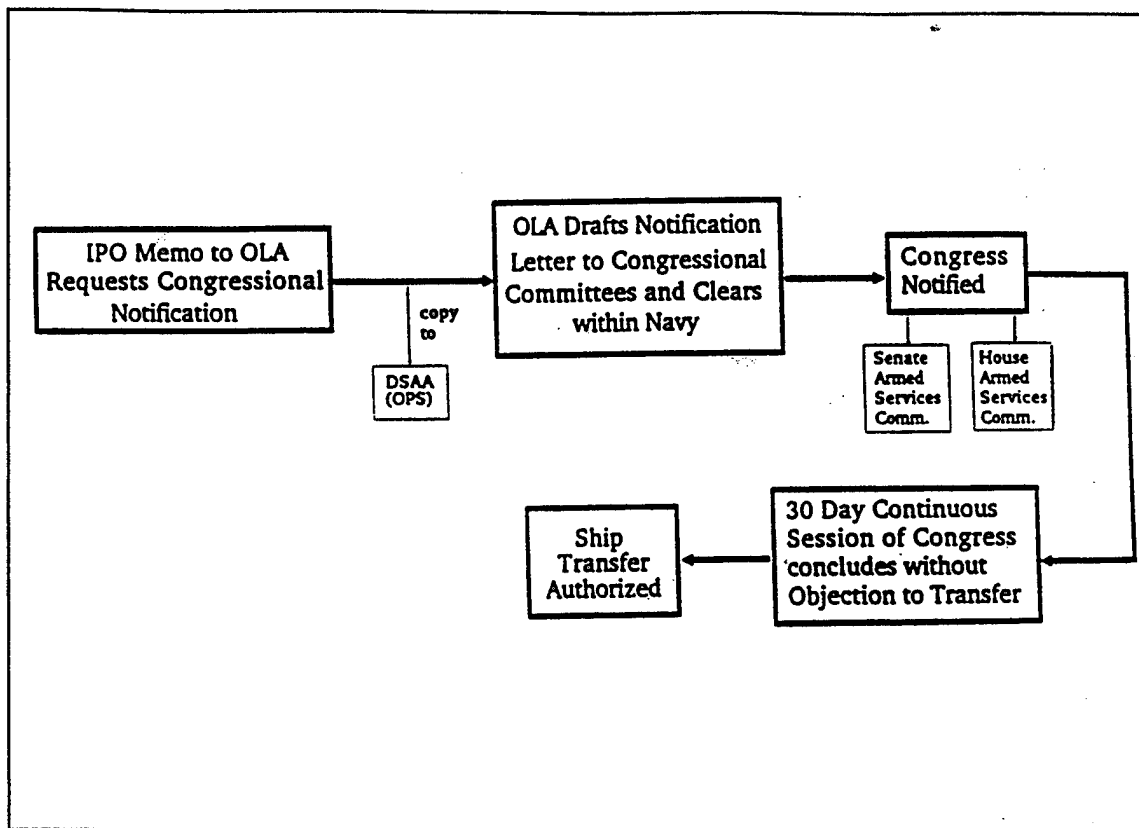 IPO Memo to OLA
Requests Congressional
Notification
copy
to
DSAA
(OPS)
OLA Drafts Notification
Letter to Congressional
Committees and Clears
within Navy
Congress
Notified
Senate
Armed
Services
Comm.
House
Armed
Services
Comm.
30 Day Continuous
Session of Congress
concludes without
Objection to Transfer
Ship
Transfer
Authorized